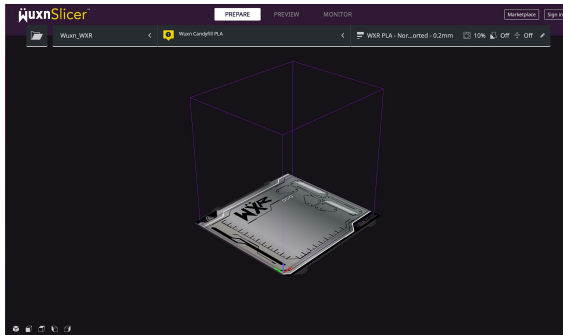 WuxnSlicer
PREPARE
PREVIEW
MONITOR
Marketplace
Sign in
Wuxn_WXR
Wuxn Candyfill PLA
WXR PLA - Nor...orted - 0.2mm
10%
Off
Off
WXR